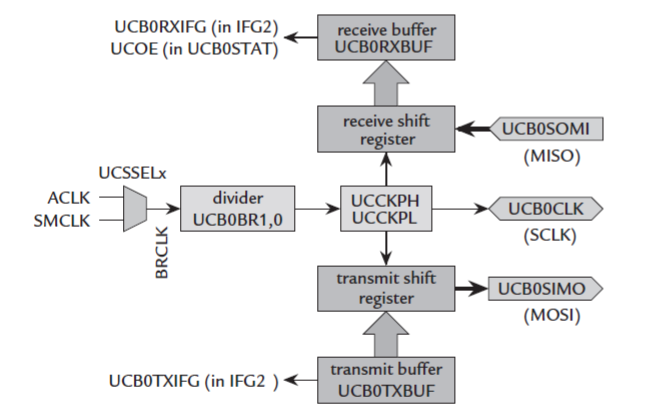 UCB0RXIFG (in IFG2)
UCOE (in UCB0STAT)
receive buffer
UCB0RXBUF
receive shift
register
UCB0SOMI
(MISO)
UCSSELx
ACLK
SMCLK
BRCLK
divider
UCB0BR1,0
UCCKPH
UCCKPL
UCB0CLK
(SCLK)
transmit shift
register
UCB0SIMO
(MOSI)
UCB0TXIFG (in IFG2 )
transmit buffer
UCB0TXBUF